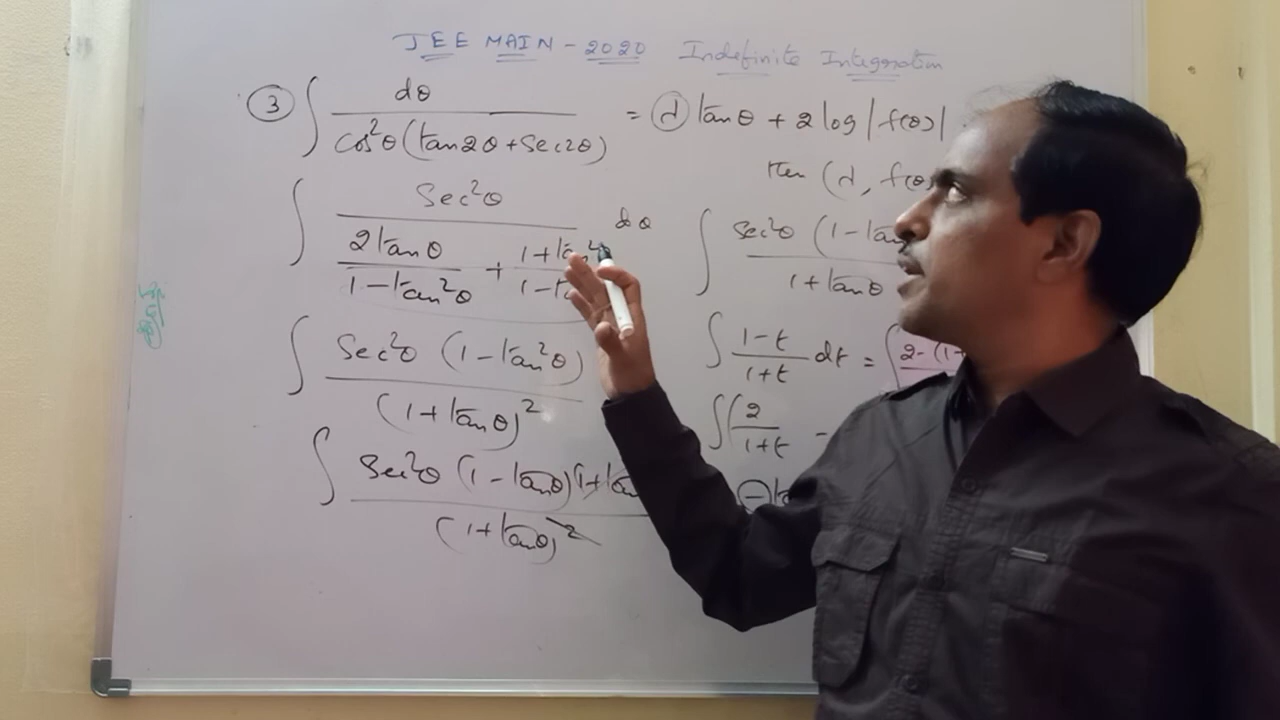 JEE MAIN - 2020 Indefinite Integration
③ ∫ dθ / cos²θ(tan2θ + sec2θ) = λ tanθ + 2 log |f(θ)|
then (λ, f(θ
∫ sec²θ / 2tanθ / 1 - tan²θ + 1 + tan²θ / 1 - t dθ
∫ sec²θ (1 - tan²θ) / (1 + tanθ)²
∫ sec²θ (1 - tanθ)(1 + tan / (1 + tanθ)²
∫ sec²θ (1 - tan / 1 + tanθ
∫ 1 - t / 1 + t dt = ∫ 2 - (1 +
∫ (2 / 1 + t -